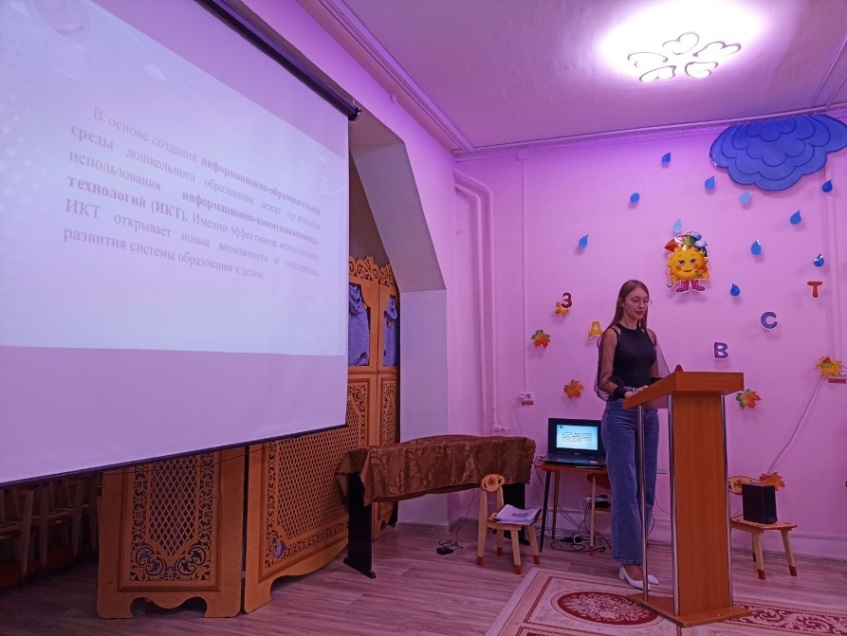 В основе создания информационно-образовательной
среды дошкольного образования лежит организация
использования информационно-коммуникационных
технологий (ИКТ). Именно эффективное использование
ИКТ открывает новые возможности и перспективы
развития системы образования в целом.
З
А
В
С
Т